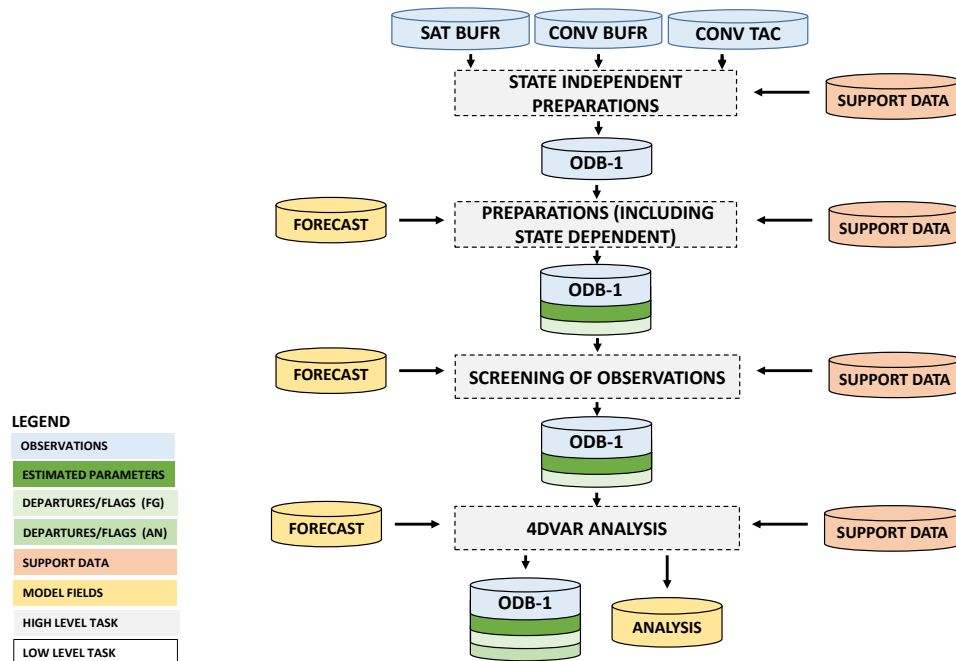 SAT BUFR
CONV BUFR
CONV TAC
STATE INDEPENDENT
PREPARATIONS
SUPPORT DATA
ODB-1
FORECAST
PREPARATIONS (INCLUDING
STATE DEPENDENT)
SUPPORT DATA
ODB-1
FORECAST
SCREENING OF OBSERVATIONS
SUPPORT DATA
ODB-1
FORECAST
4DVAR ANALYSIS
SUPPORT DATA
ODB-1
ANALYSIS
LEGEND
OBSERVATIONS
ESTIMATED PARAMETERS
DEPARTURES/FLAGS (FG)
DEPARTURES/FLAGS (AN)
SUPPORT DATA
MODEL FIELDS
HIGH LEVEL TASK
LOW LEVEL TASK